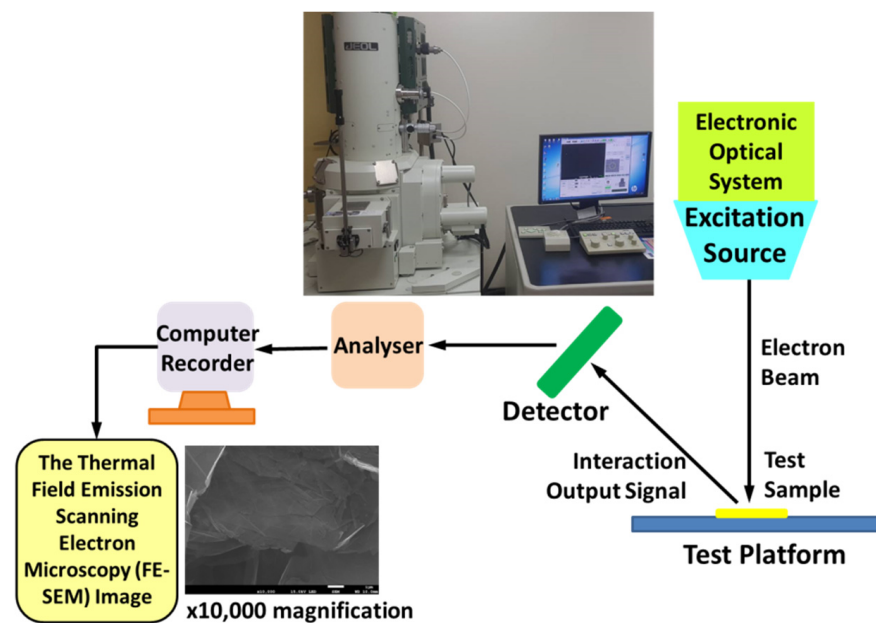 JEOL
Electronic
Optical
System
Excitation
Source
Computer
Recorder
Analyser
Detector
Electron
Beam
Interaction
Output Signal
Test
Sample
Test Platform
The Thermal
Field Emission
Scanning
Electron
Microscopy (FE-
SEM) Image
x10,000 magnification